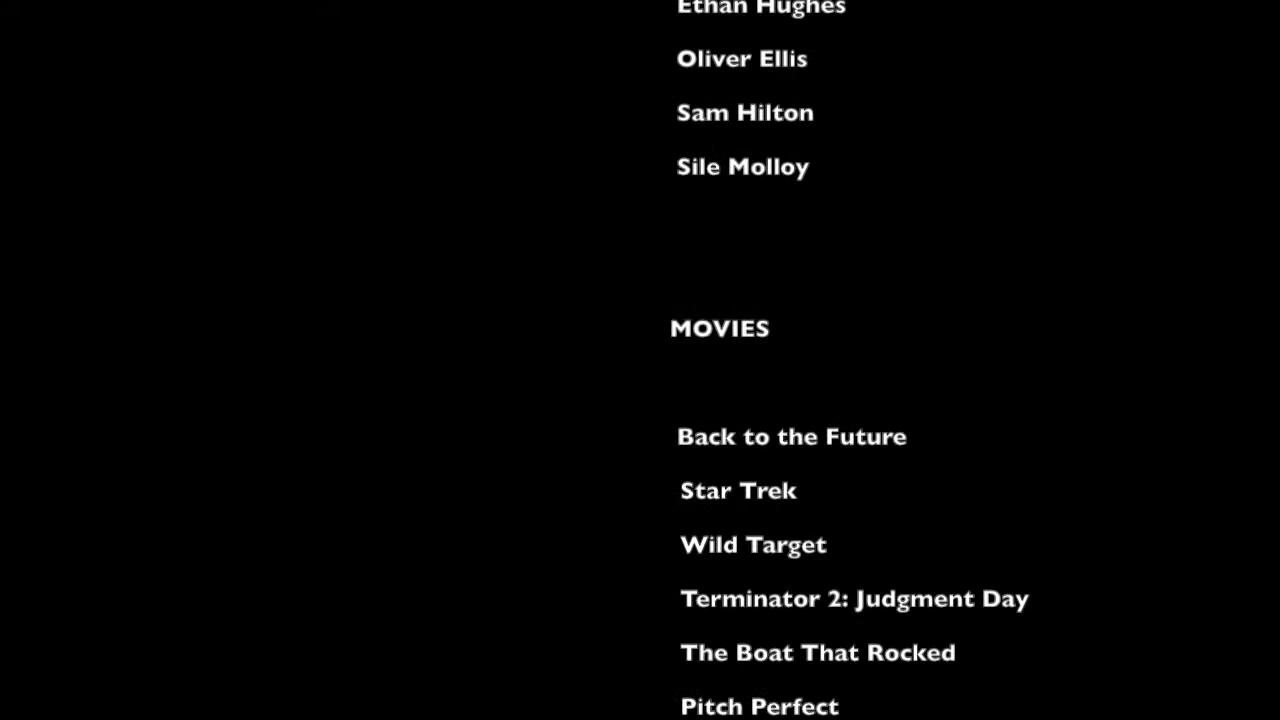 Ethan Hughes
Oliver Ellis
Sam Hilton
Sile Molloy
MOVIES
Back to the Future
Star Trek
Wild Target
Terminator 2: Judgment Day
The Boat That Rocked
Pitch Perfect